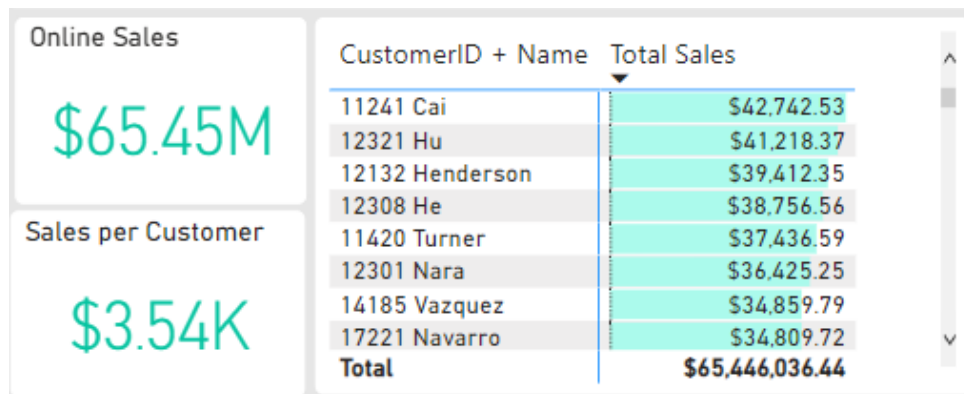 Online Sales
$65.45M
Sales per Customer
$3.54K
CustomerID + Name Total Sales
11241 Cai $42,742.53
12321 Hu $41,218.37
12132 Henderson $39,412.35
12308 He $38,756.56
11420 Turner $37,436.59
12301 Nara $36,425.25
14185 Vazquez $34,859.79
17221 Navarro $34,809.72
Total $65,446,036.44